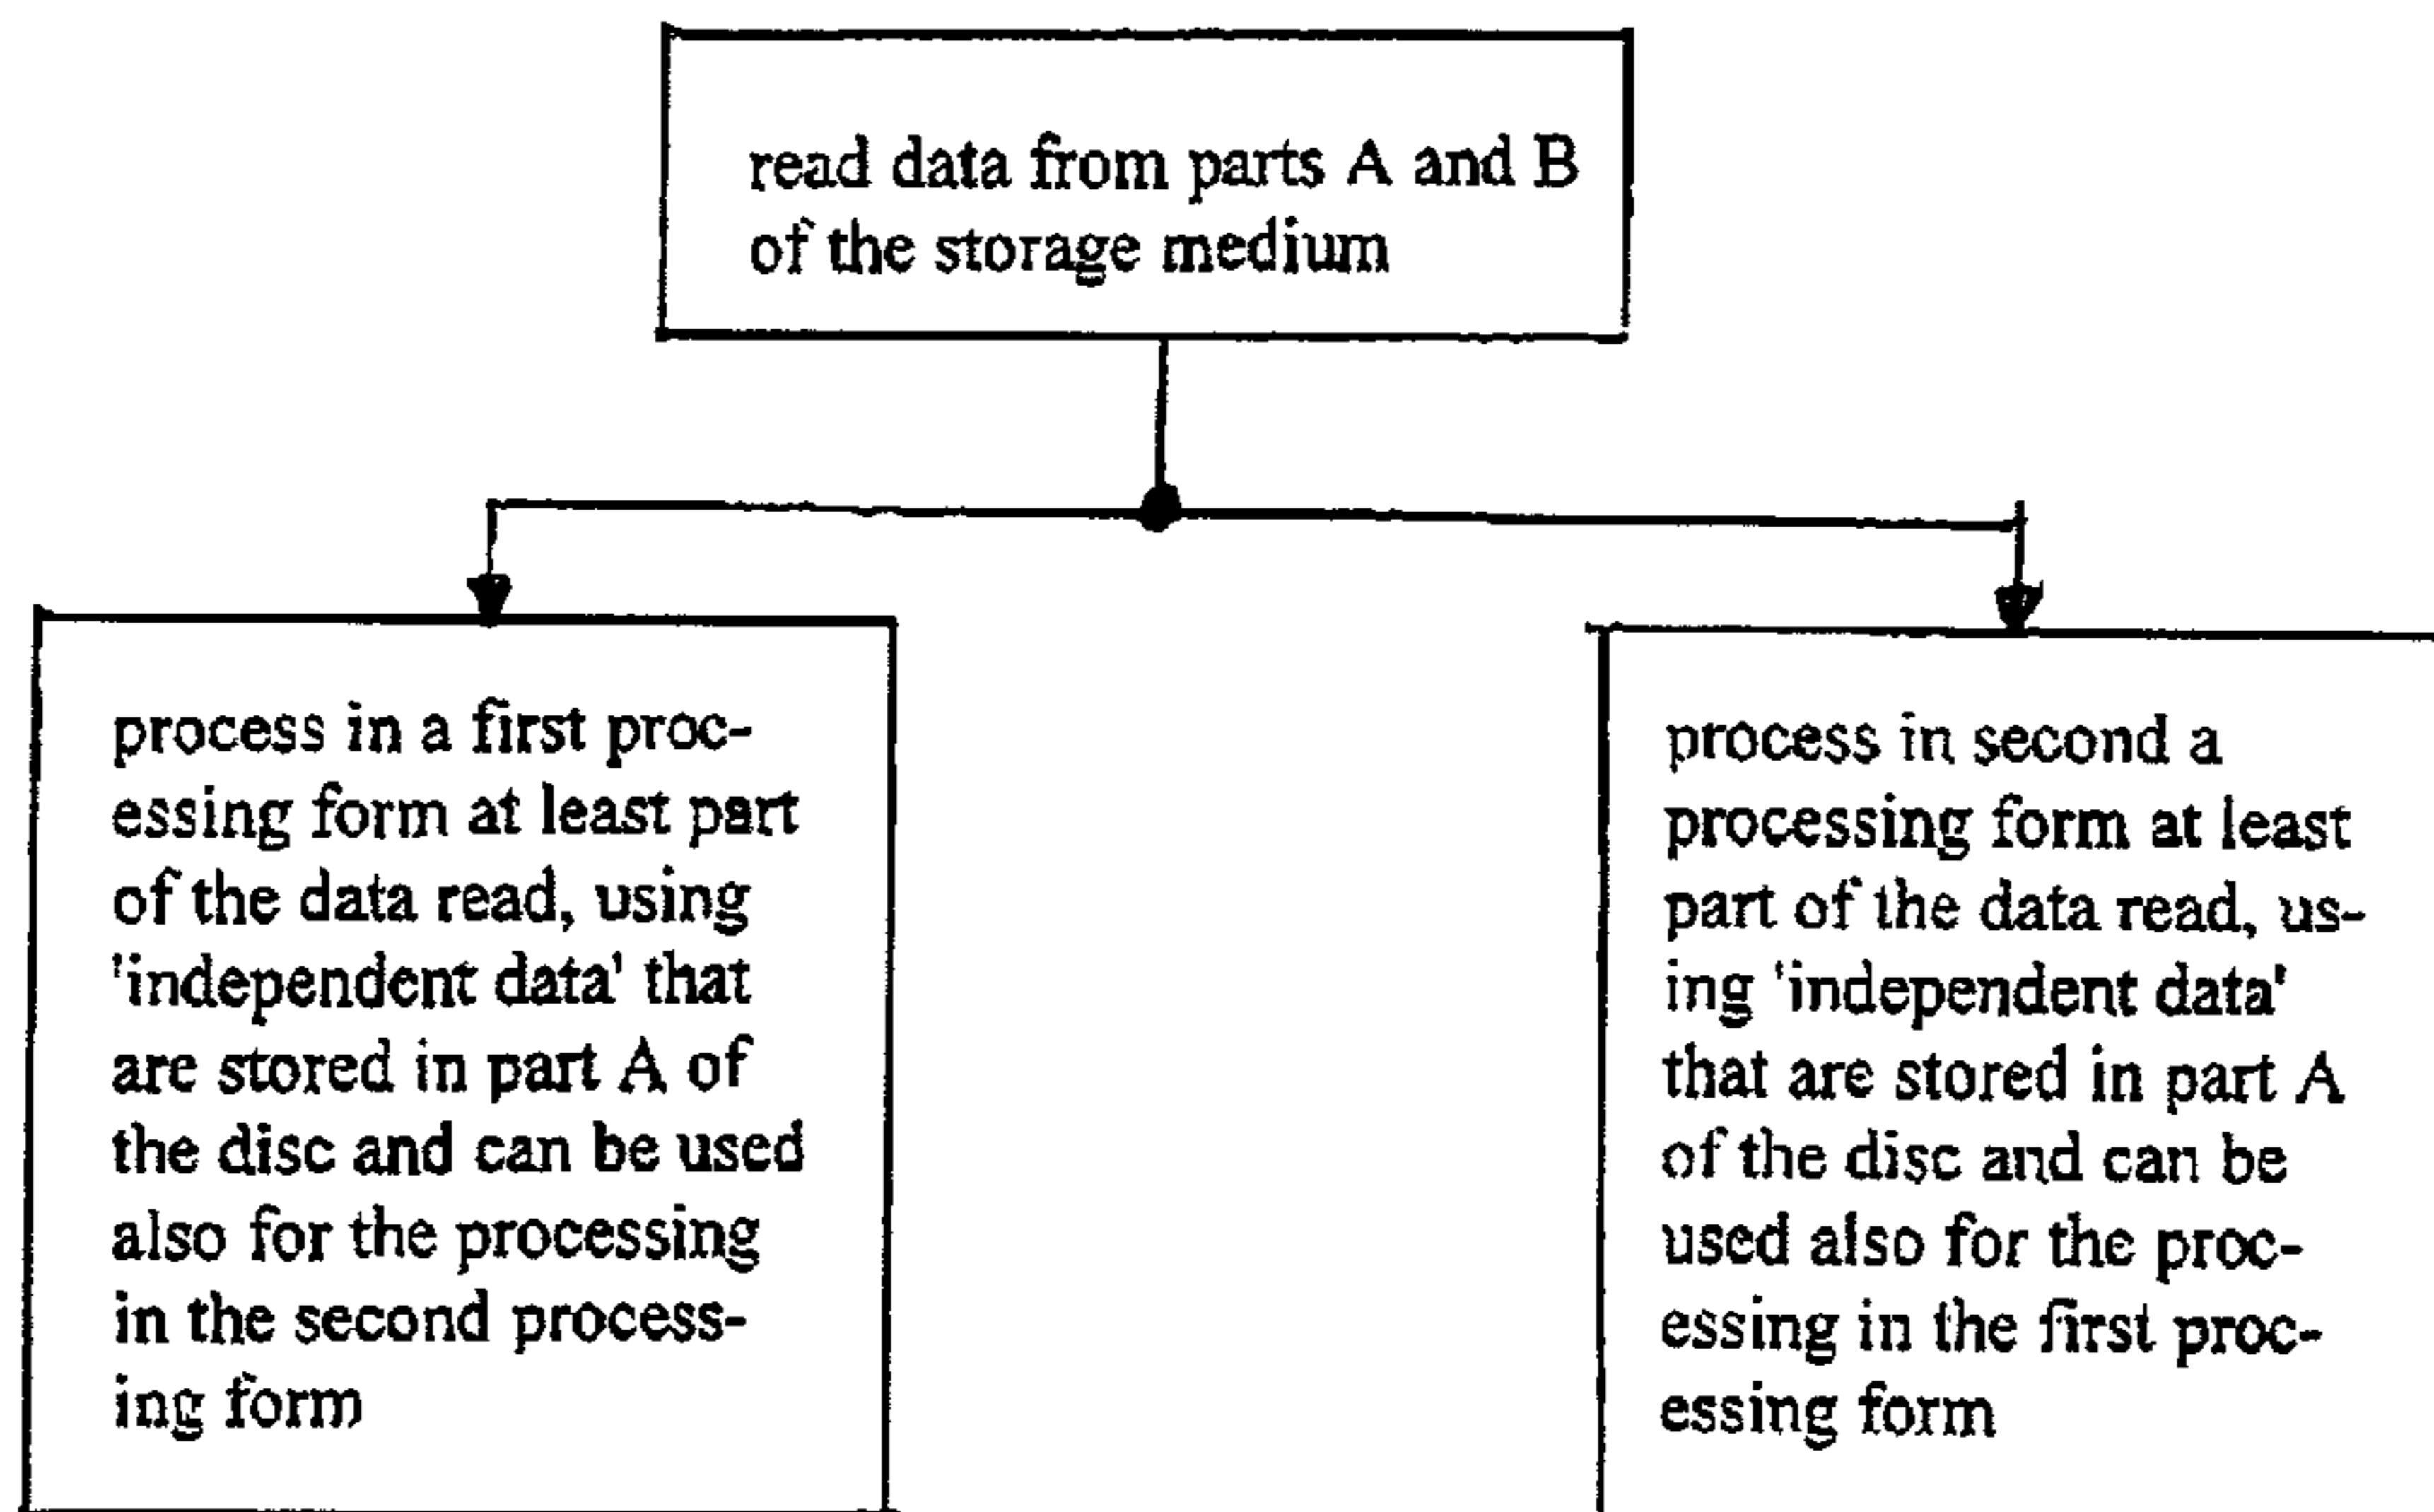 read data from parts A and B
of the storage medium
process in a first proc-
essing form at least part
of the data read, using
'independent data' that
are stored in part A of
the disc and can be used
also for the processing
in the second process-
ing form
process in second a
processing form at least
part of the data read, us-
ing 'independent data'
that are stored in part A
of the disc and can be
used also for the proc-
essing in the first proc-
essing form